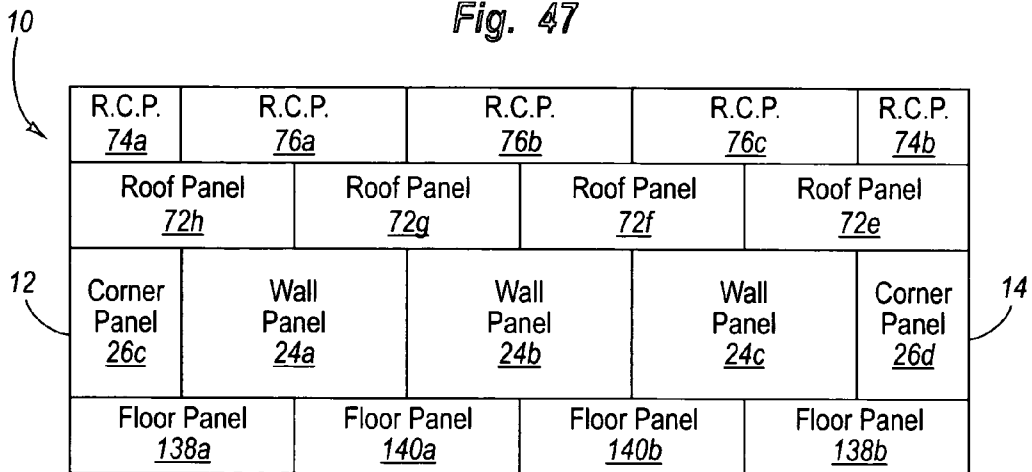 Fig. 47
10
R.C.P. R.C.P. R.C.P. R.C.P. R.C.P.
74a 76a 76b 76c 74b
Roof Panel Roof Panel Roof Panel Roof Panel
72h 72g 72f 72e
12 14
Corner Wall Wall Wall Corner
Panel Panel Panel Panel Panel
26c 24a 24b 24c 26d
Floor Panel Floor Panel Floor Panel Floor Panel
138a 140a 140b 138b